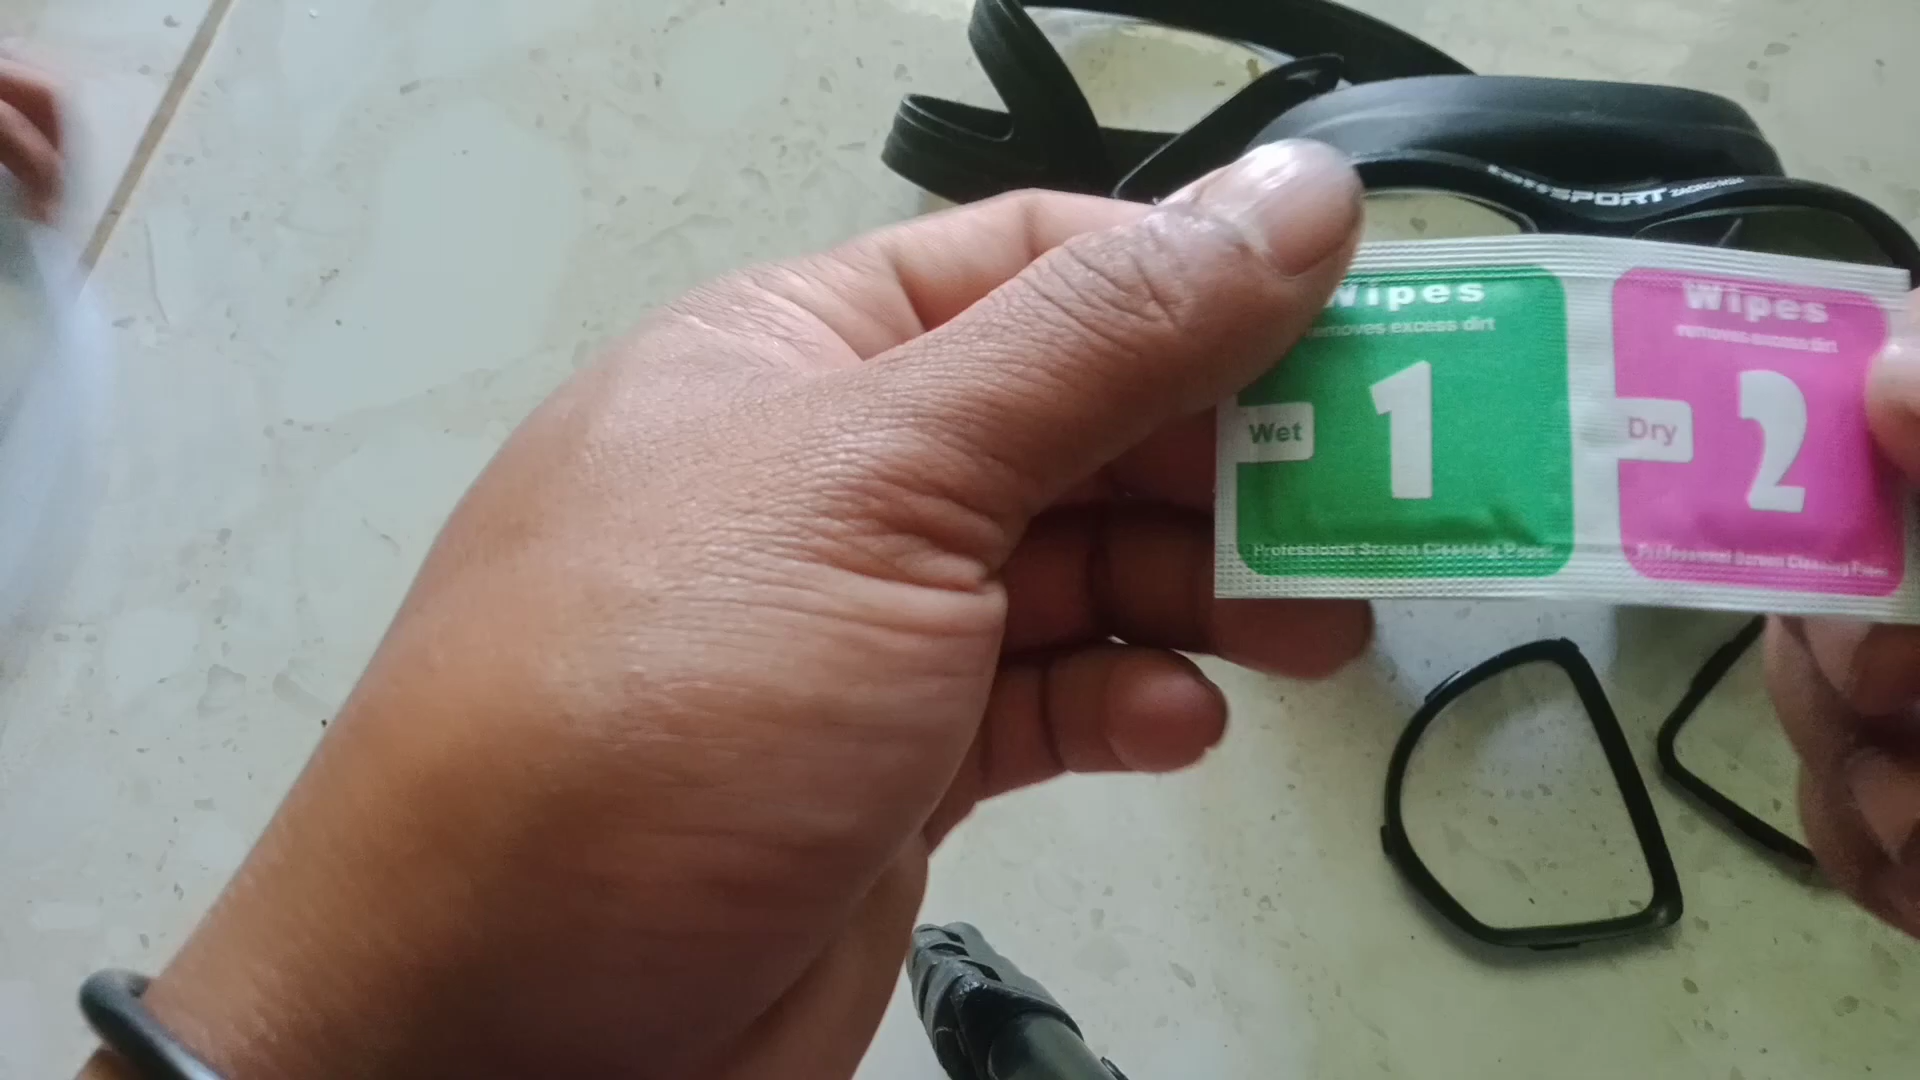 SPORT
Wipes
removes excess dirt
Wet
1
Professional Screen Cleaning Paper
Wipes
removes excess dirt
Dry
2
Professional Screen Cleaning Paper